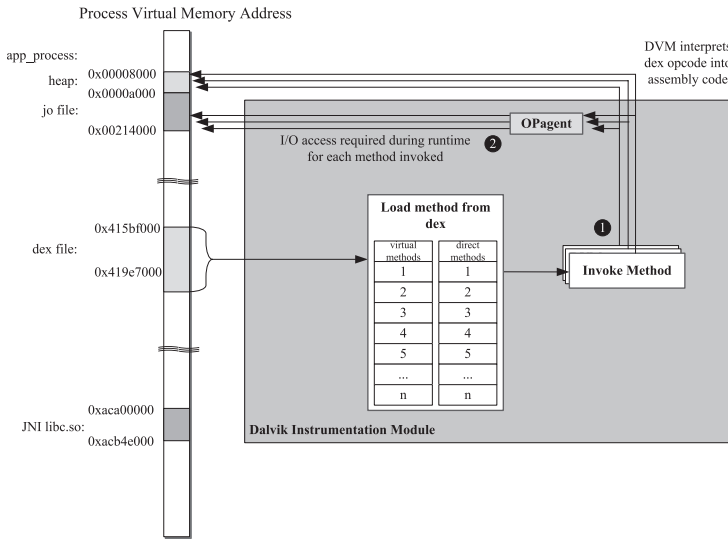 Process Virtual Memory Address
app_process:
0x00008000
heap:
0x0000a000
jo file:
0x00214000
0x415bf000
dex file:
0x419e7000
0xaca00000
JNI libc.so:
0xacb4e000
DVM interprets
dex opcode into
assembly code
OPagent
I/O access required during runtime
for each method invoked
2
Load method from
dex
virtual
methods
1
2
3
4
5
...
n
direct
methods
1
2
3
4
5
...
n
1
Invoke Method
Dalvik Instrumentation Module